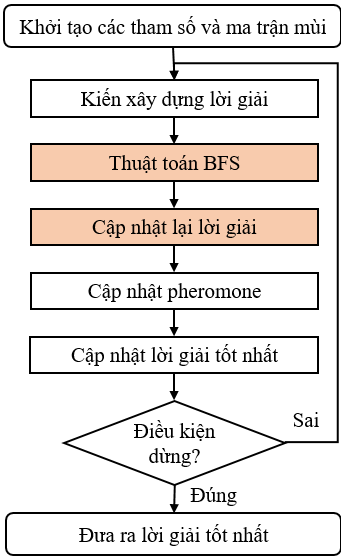 Khởi tạo các tham số và ma trận mùi
Kiến xây dựng lời giải
Thuật toán BFS
Cập nhật lại lời giải
Cập nhật pheromone
Cập nhật lời giải tốt nhất
Điều kiện
dừng?
Sai
Đúng
Đưa ra lời giải tốt nhất